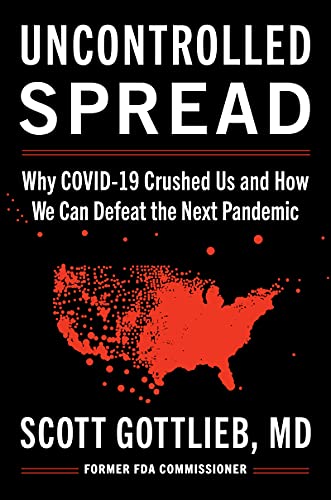 UNCONTROLLED
SPREAD
Why COVID-19 Crushed Us and How
We Can Defeat the Next Pandemic
SCOTT GOTTLIEB, MD
FORMER FDA COMMISSIONER